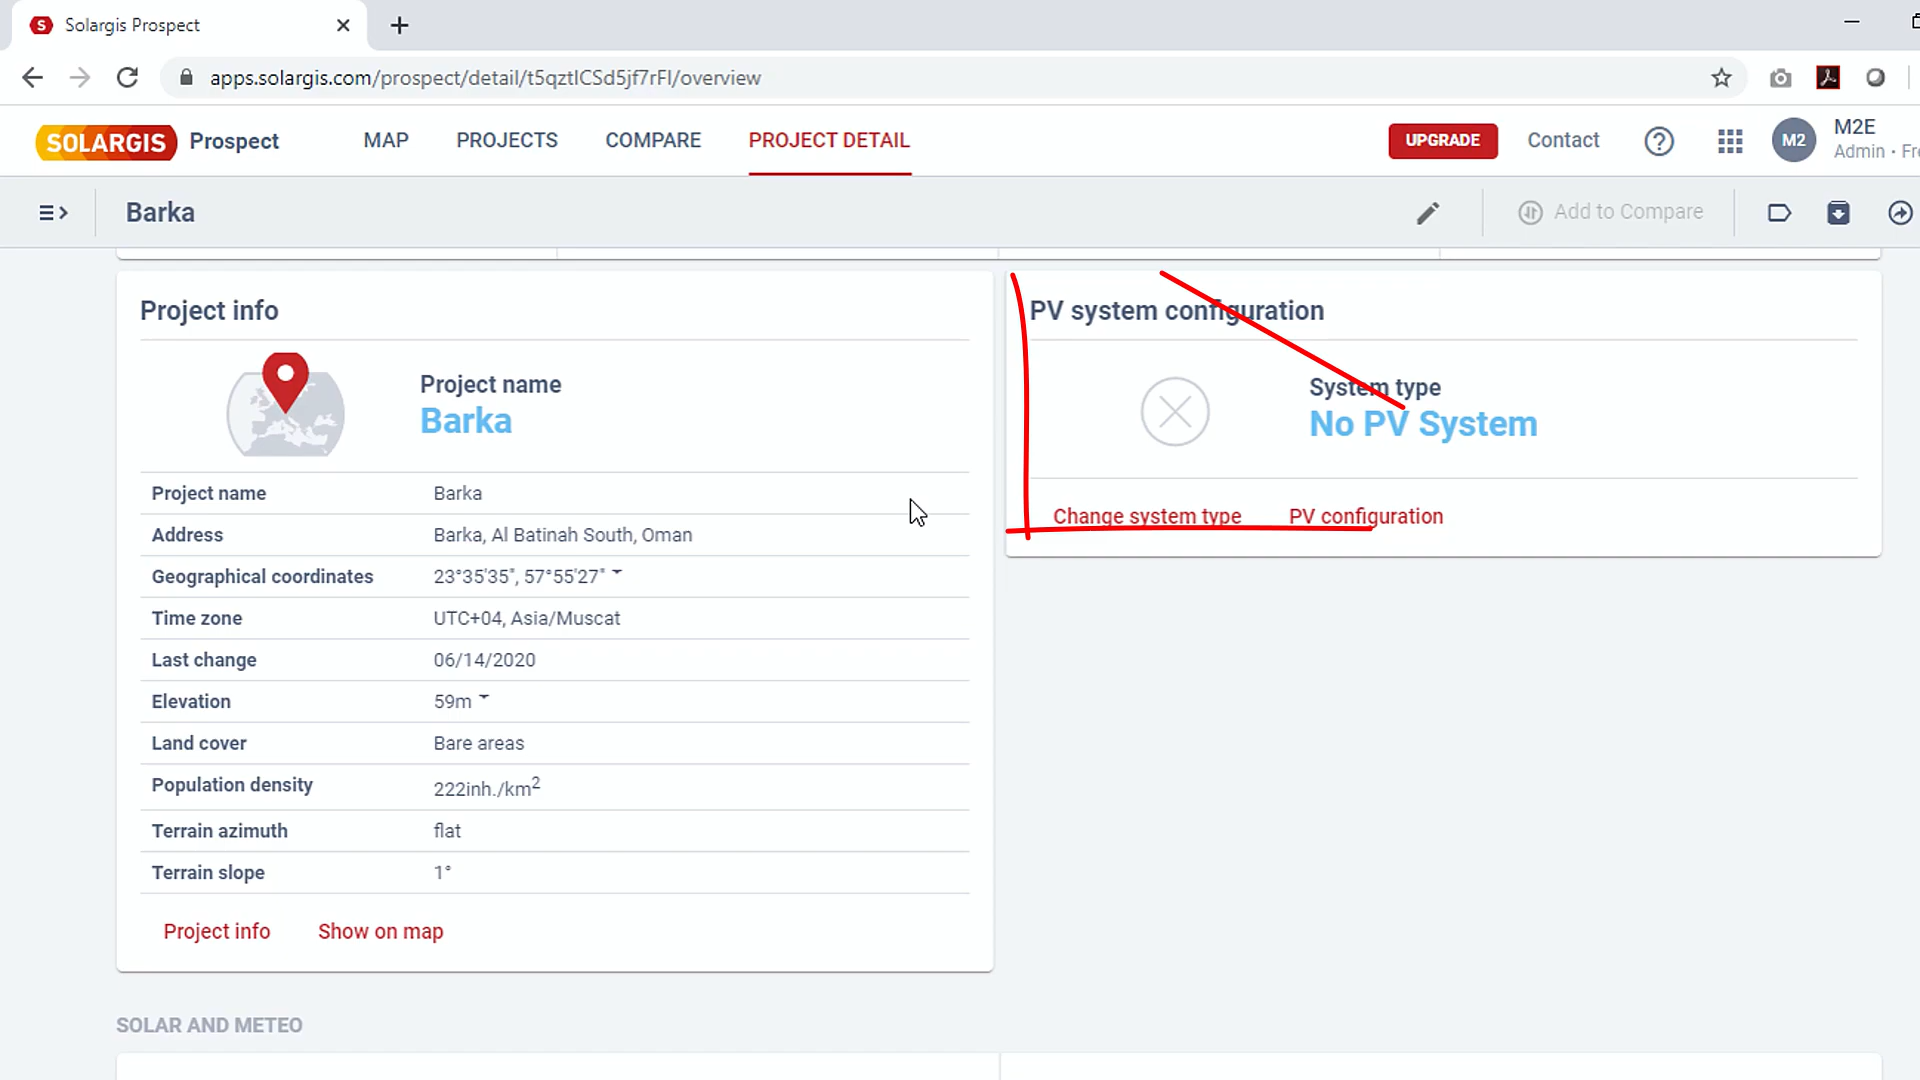 S Solargis Prospect
apps.solargis.com/prospect/detail/t5qztICSd5jf7rFI/overview
SOLARGIS Prospect MAP PROJECTS COMPARE PROJECT DETAIL UPGRADE Contact ? M2 M2E
Admin • Fre
Barka Add to Compare
Project info
Project name
Barka
Project name Barka
Address Barka, Al Batinah South, Oman
Geographical coordinates 23°35'35", 57°55'27"
Time zone UTC+04, Asia/Muscat
Last change 06/14/2020
Elevation 59m
Land cover Bare areas
Population density 222inh./km²
Terrain azimuth flat
Terrain slope 1°
Project info Show on map
PV system configuration
System type
No PV System
Change system type PV configuration
SOLAR AND METEO